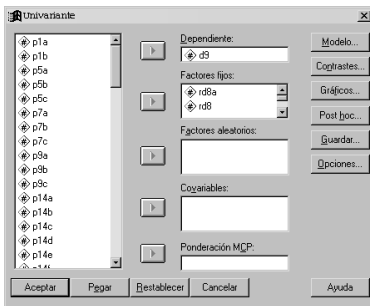 Univariante
p1a
p1b
p5a
p5b
p5c
p7a
p7b
p7c
p9a
p9b
p9c
p14a
p14b
p14c
p14d
p14e
p14f
Dependiente:
d9
Factores fijos:
rd8a
rd8
Factores aleatorios:
Covariables:
Ponderación MCP:
Modelo...
Contrastes...
Gráficos...
Post hoc...
Guardar...
Opciones...
Aceptar
Pegar
Restablecer
Cancelar
Ayuda